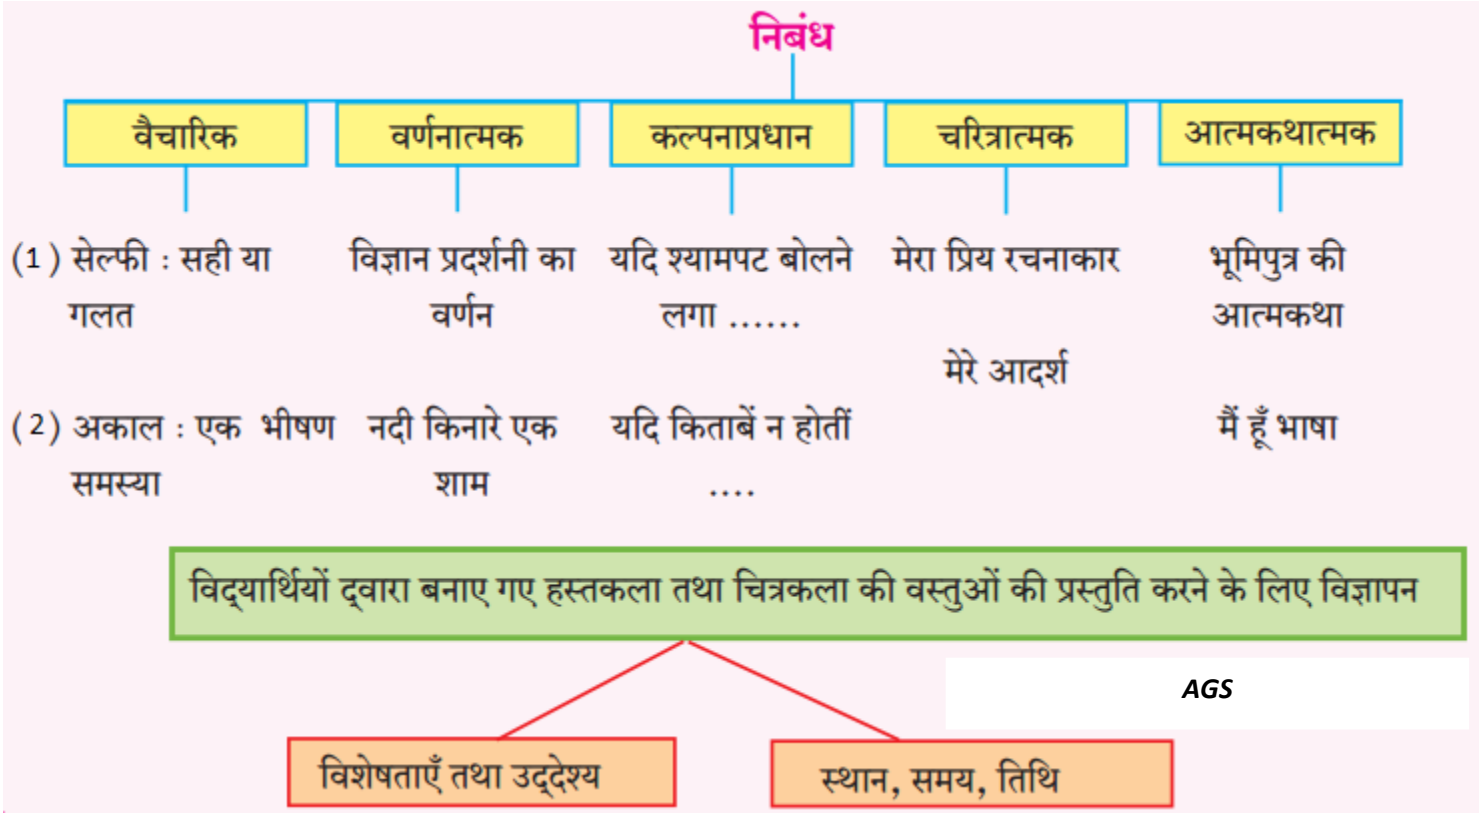 निबंध
वैचारिक वर्णनात्मक कल्पनाप्रधान चरित्रात्मक आत्मकथात्मक
(1) सेल्फी : सही या विज्ञान प्रदर्शनी का यदि श्यामपट बोलने मेरा प्रिय रचनाकार भूमिपुत्र की
गलत वर्णन लगा ...... आत्मकथा
मेरे आदर्श
(2) अकाल : एक भीषण नदी किनारे एक यदि किताबें न होतीं मैं हूँ भाषा
समस्या शाम ....
विद्‌यार्थियों द्‌वारा बनाए गए हस्तकला तथा चित्रकला की वस्तुओं की प्रस्तुति करने के लिए विज्ञापन
AGS
विशेषताएँ तथा उद्‌देश्य स्थान, समय, तिथि